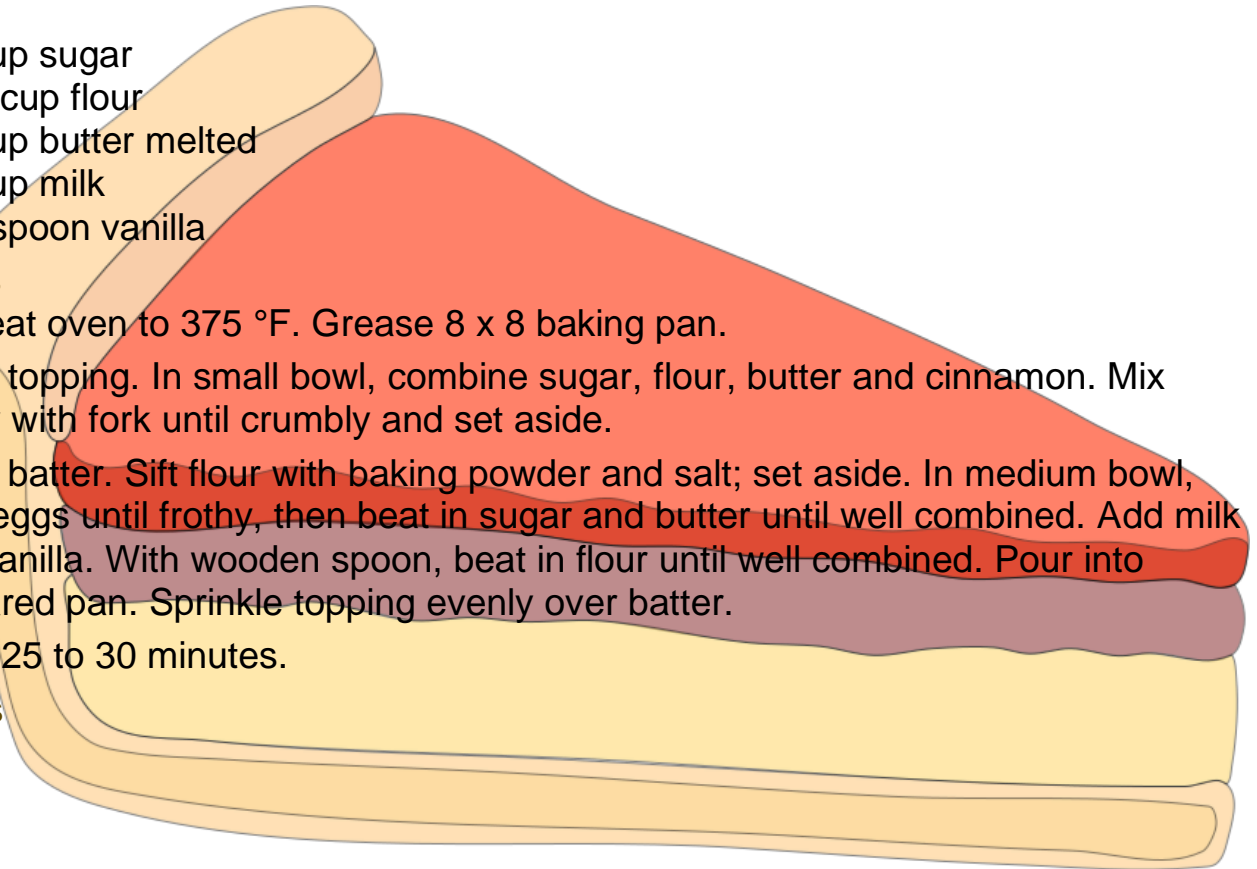 up sugar
cup flour
up butter melted
up milk
spoon vanilla
eat oven to 375 °F. Grease 8 x 8 baking pan.
topping. In small bowl, combine sugar, flour, butter and cinnamon. Mix
with fork until crumbly and set aside.
batter. Sift flour with baking powder and salt; set aside. In medium bowl,
eggs until frothy, then beat in sugar and butter until well combined. Add milk
anilla. With wooden spoon, beat in flour until well combined. Pour into
red pan. Sprinkle topping evenly over batter.
25 to 30 minutes.
s